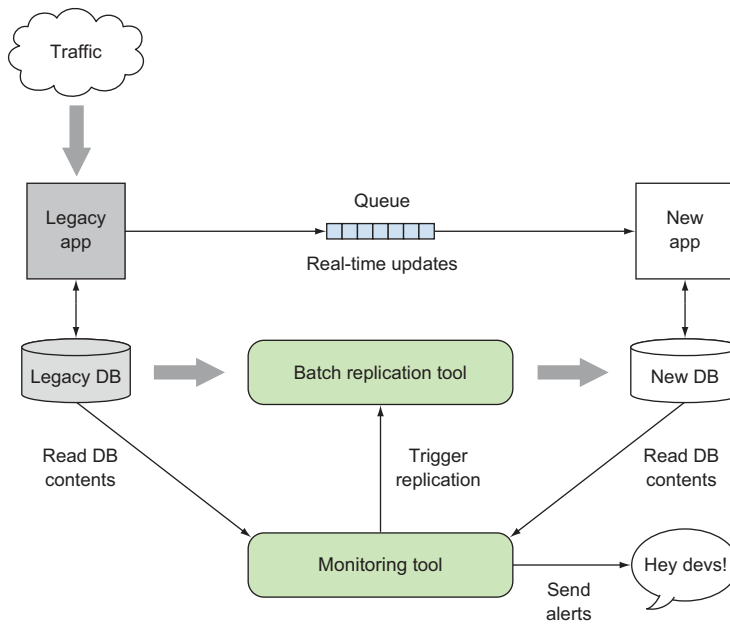 Traffic
Legacy
app
Queue
Real-time updates
New
app
Legacy DB
Batch replication tool
New DB
Read DB
contents
Trigger
replication
Read DB
contents
Monitoring tool
Send
alerts
Hey devs!